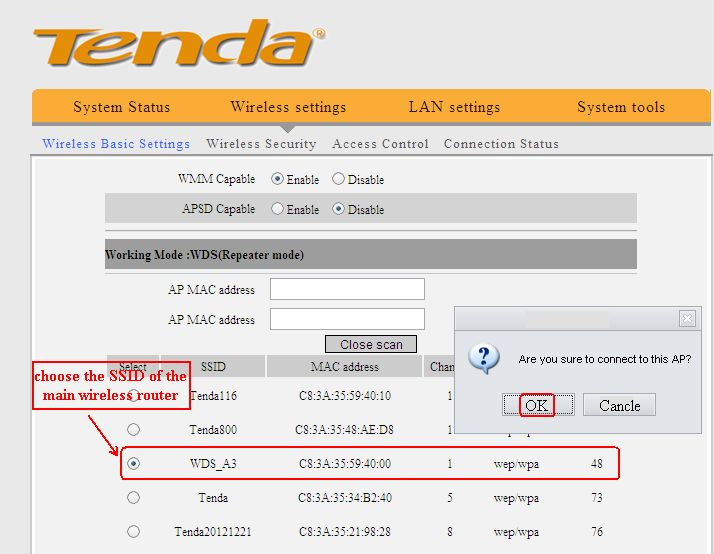 Tenda®
System Status Wireless settings LAN settings System tools
Wireless Basic Settings Wireless Security Access Control Connection Status
WMM Capable Enable Disable
APSD Capable Enable Disable
Working Mode :WDS(Repeater mode)
AP MAC address
AP MAC address
Close scan
Are you sure to connect to this AP?
OK Cancle
Select SSID MAC address
choose the SSID of the
main wireless router
Tenda116 C8:3A:35:59:40:10 1
Tenda800 C8:3A:35:48:AE:D8 1
WDS_A3 C8:3A:35:59:40:00 1 wep/wpa 48
Tenda C8:3A:35:34:B2:40 5 wep/wpa 73
Tenda20121221 C8:3A:35:21:98:28 8 wep/wpa 76